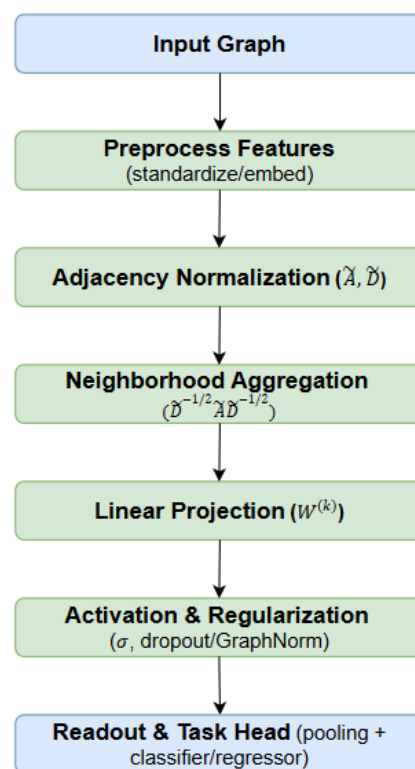 Input Graph
Preprocess Features
(standardize/embed)
Adjacency Normalization (Ã, D̃)
Neighborhood Aggregation
(D̃^{-1/2}ÃD̃^{-1/2})
Linear Projection (W^{(k)})
Activation & Regularization
(σ, dropout/GraphNorm)
Readout & Task Head (pooling +
classifier/regressor)